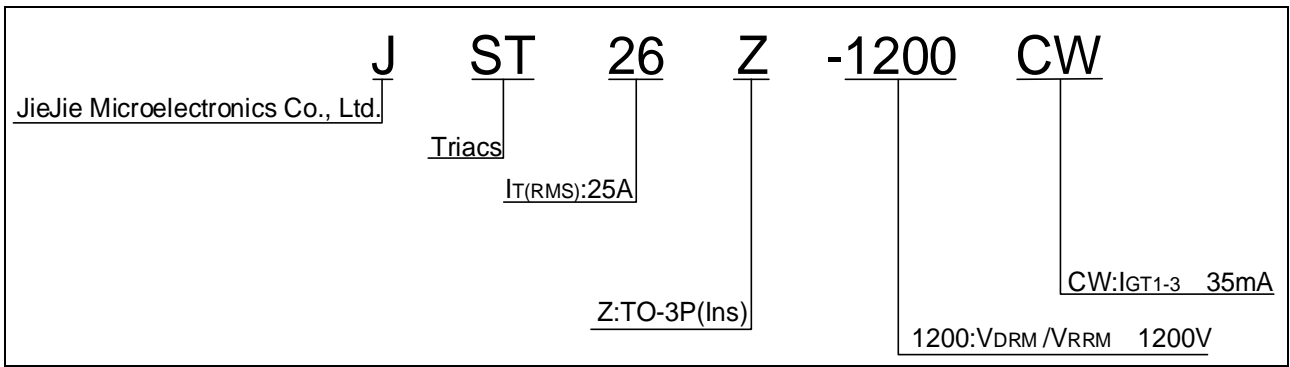 J ST 26 Z -1200 CW
JieJie Microelectronics Co., Ltd.
Triacs
IT(RMS):25A
CW:IGT1-3 35mA
Z:TO-3P(Ins)
1200:VDRM /VRRM 1200V